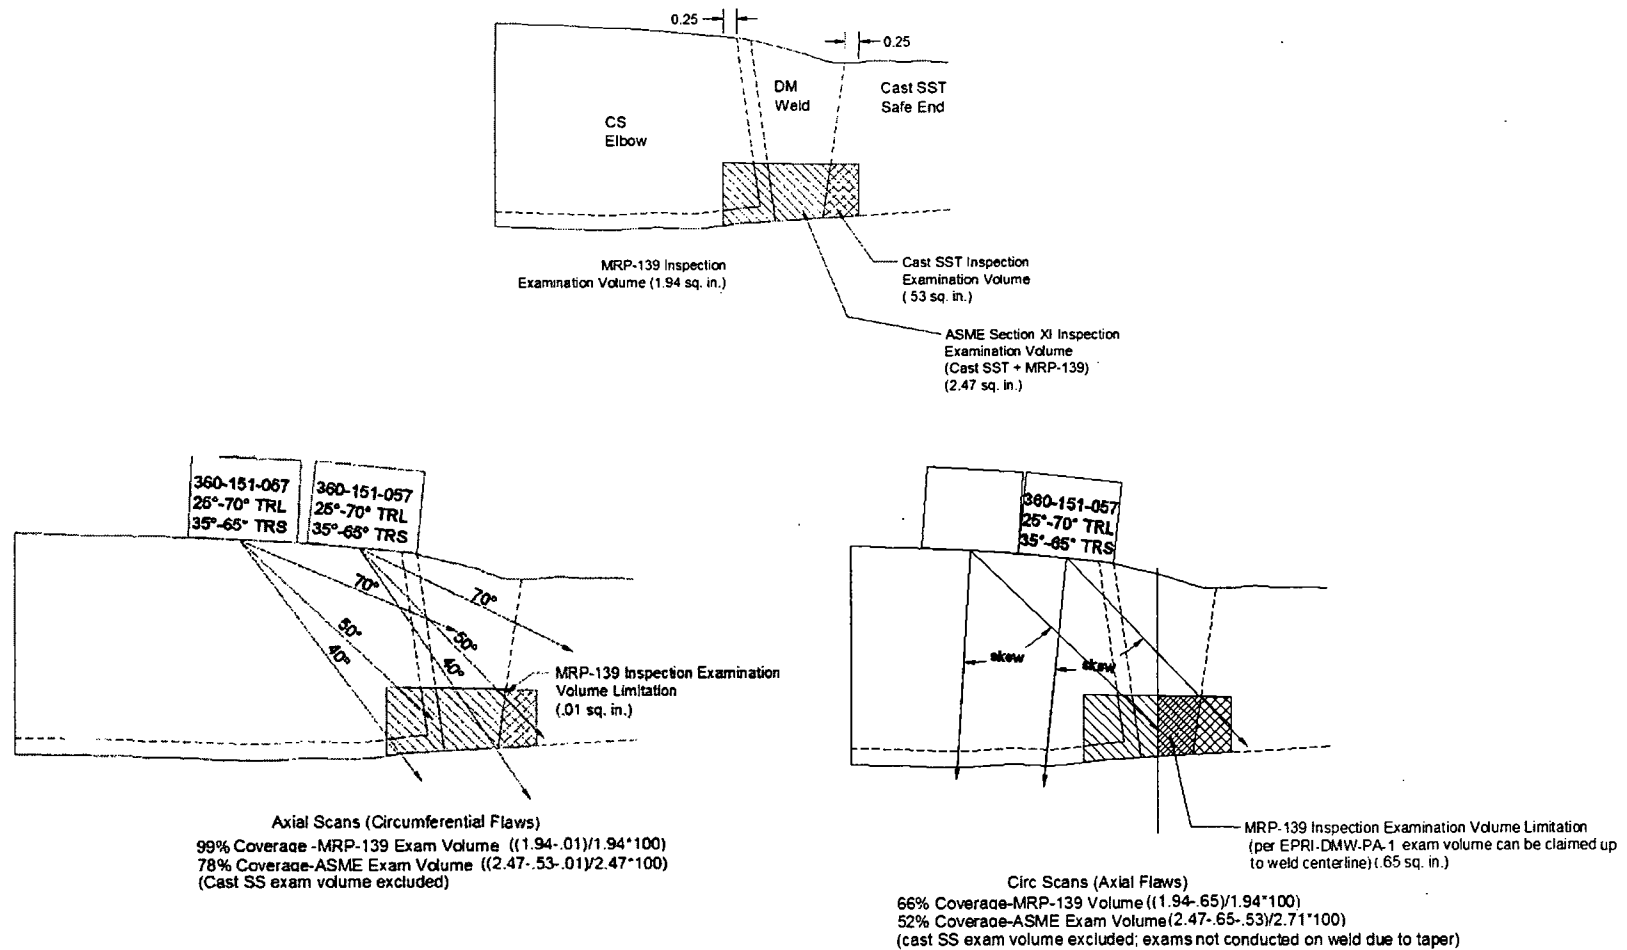 0.25
0.25
DM
Weld
Cast SST
Safe End
CS
Elbow
MRP-139 Inspection
Examination Volume (1.94 sq. in.)
Cast SST Inspection
Examination Volume
(.53 sq. in.)
ASME Section XI Inspection
Examination Volume
(Cast SST + MRP-139)
(2.47 sq. in.)
360-151-057
25°-70° TRL
35°-65° TRS
360-151-057
25°-70° TRL
35°-65° TRS
70°
70°
50°
50°
40°
40°
MRP-139 Inspection Examination
Volume Limitation
(.01 sq. in.)
Axial Scans (Circumferential Flaws)
99% Coverage -MRP-139 Exam Volume ((1.94-.01)/1.94*100)
78% Coverage-ASME Exam Volume ((2.47-.53-.01)/2.47*100)
(Cast SS exam volume excluded)
360-151-057
25°-70° TRL
35°-65° TRS
skew
skew
MRP-139 Inspection Examination Volume Limitation
(per EPRI-DMW-PA-1 exam volume can be claimed up
to weld centerline)(.65 sq. in.)
Circ Scans (Axial Flaws)
66% Coverage-MRP-139 Volume ((1.94-.65)/1.94*100)
52% Coverage-ASME Exam Volume(2.47-.65-.53)/2.71*100)
(cast SS exam volume excluded; exams not conducted on weld due to taper)